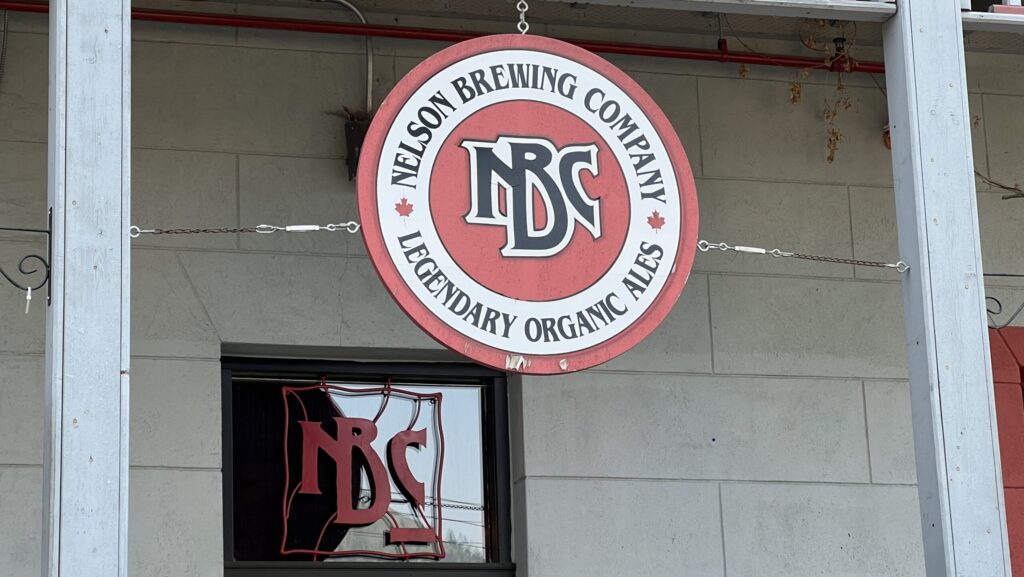 NELSON BREWING COMPANY
NBC
LEGENDARY ORGANIC ALES
NBC